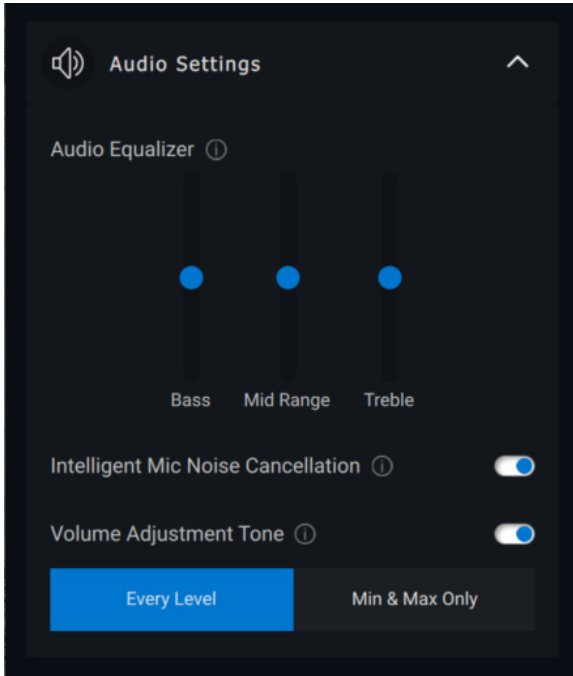 Audio Settings
Audio Equalizer
Bass Mid Range Treble
Intelligent Mic Noise Cancellation
Volume Adjustment Tone
Every Level Min & Max Only